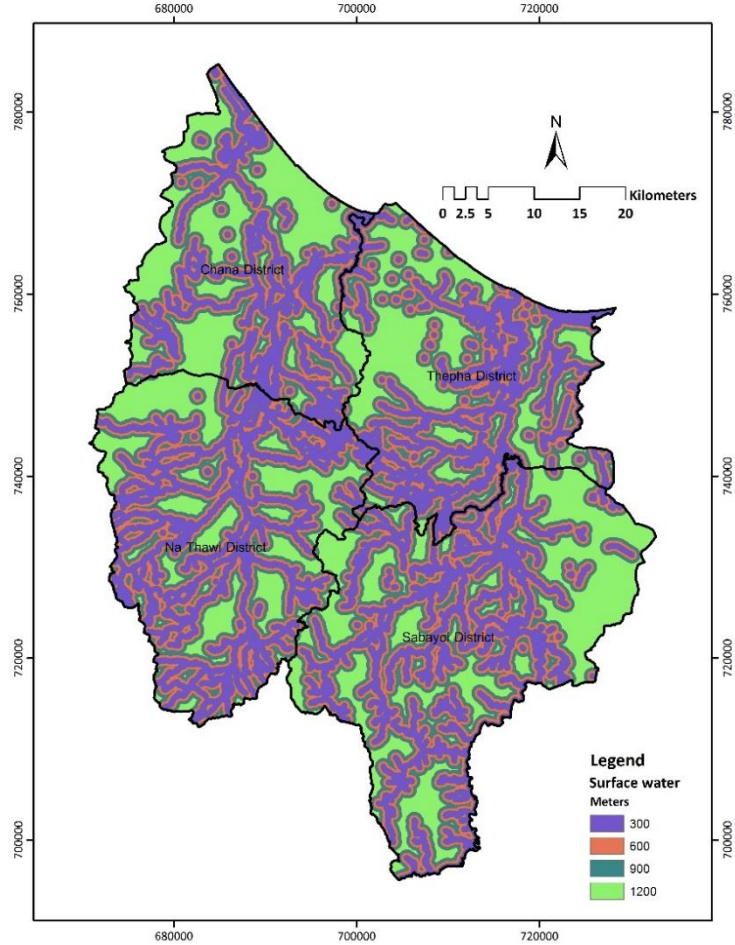 680000 700000 720000
780000 780000
N
Kilometers
0 2.5 5 10 15 20
Chana District
760000 760000
Thepha District
740000 740000
Na Thawi District
Sabayoi District
720000 720000
Legend
Surface water
Meters
300
600
900
1200
700000 700000
680000 700000 720000